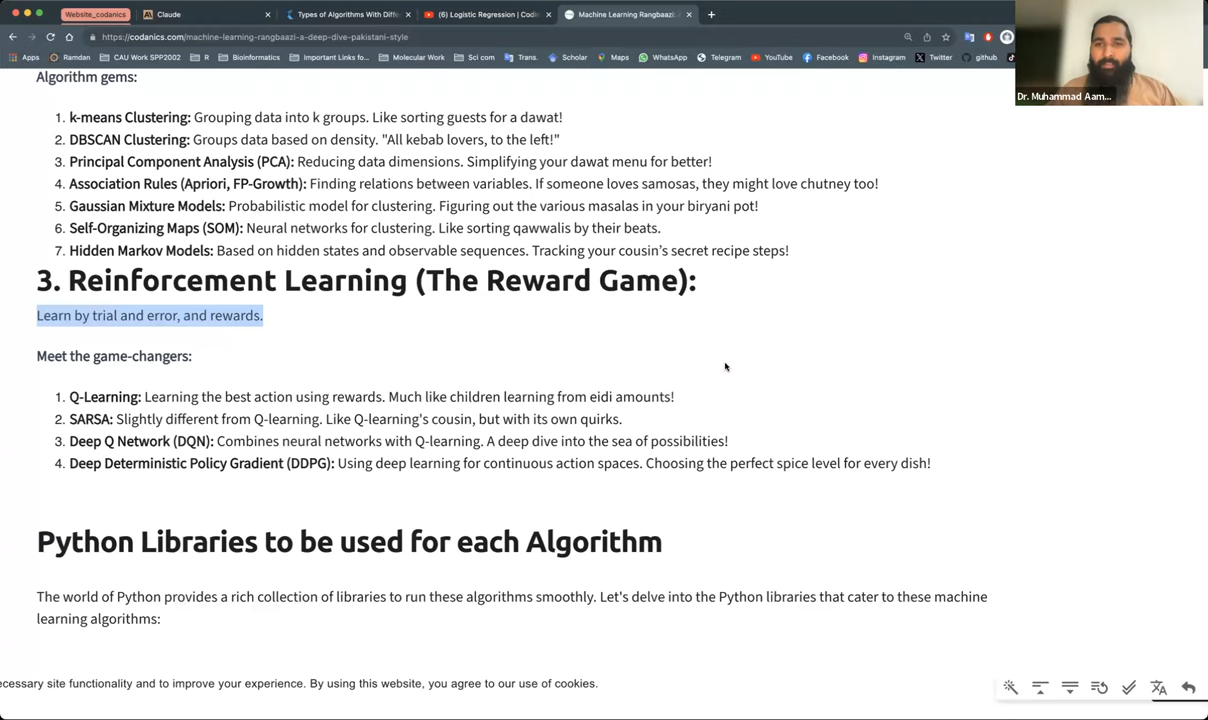 Website_codanics
Claude
Types of Algorithms With Diffe
(6) Logistic Regression | Codi
Machine Learning Rangbaazi: A
https://codanics.com/machine-learning-rangbaazi-a-deep-dive-pakistani-style
Apps
Ramdan
CAU Work SPP2002
R
Bioinformatics
Important Links fo...
Molecular Work
Sci com
Trans.
Scholar
Maps
WhatsApp
Telegram
YouTube
Facebook
Instagram
Twitter
github
Dr. Muhammad Aam...
Algorithm gems:
1. k-means Clustering: Grouping data into k groups. Like sorting guests for a dawat!
2. DBSCAN Clustering: Groups data based on density. "All kebab lovers, to the left!"
3. Principal Component Analysis (PCA): Reducing data dimensions. Simplifying your dawat menu for better!
4. Association Rules (Apriori, FP-Growth): Finding relations between variables. If someone loves samosas, they might love chutney too!
5. Gaussian Mixture Models: Probabilistic model for clustering. Figuring out the various masalas in your biryani pot!
6. Self-Organizing Maps (SOM): Neural networks for clustering. Like sorting qawwalis by their beats.
7. Hidden Markov Models: Based on hidden states and observable sequences. Tracking your cousin’s secret recipe steps!
3. Reinforcement Learning (The Reward Game):
Learn by trial and error, and rewards.
Meet the game-changers:
1. Q-Learning: Learning the best action using rewards. Much like children learning from eidi amounts!
2. SARSA: Slightly different from Q-learning. Like Q-learning's cousin, but with its own quirks.
3. Deep Q Network (DQN): Combines neural networks with Q-learning. A deep dive into the sea of possibilities!
4. Deep Deterministic Policy Gradient (DDPG): Using deep learning for continuous action spaces. Choosing the perfect spice level for every dish!
Python Libraries to be used for each Algorithm
The world of Python provides a rich collection of libraries to run these algorithms smoothly. Let's delve into the Python libraries that cater to these machine
learning algorithms:
ecessary site functionality and to improve your experience. By using this website, you agree to our use of cookies.